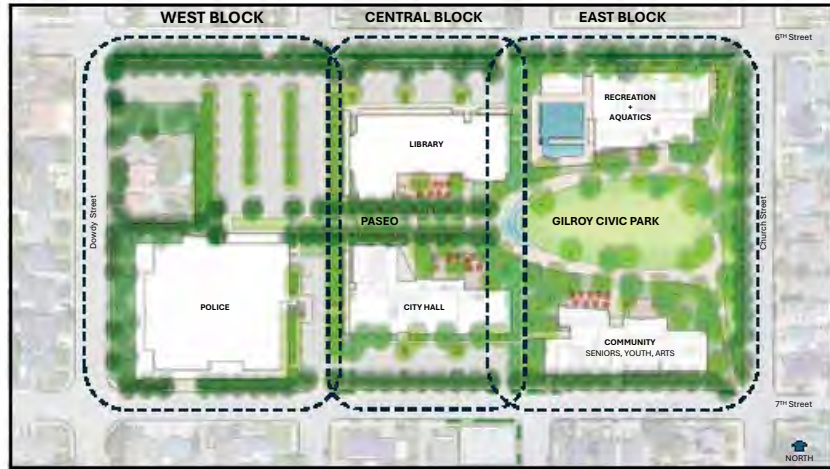 WEST BLOCK
CENTRAL BLOCK
EAST BLOCK
6TH Street
RECREATION
+
AQUATICS
LIBRARY
Dowdy Street
PASEO
GILROY CIVIC PARK
Church Street
POLICE
CITY HALL
COMMUNITY
SENIORS, YOUTH, ARTS
7TH Street
NORTH